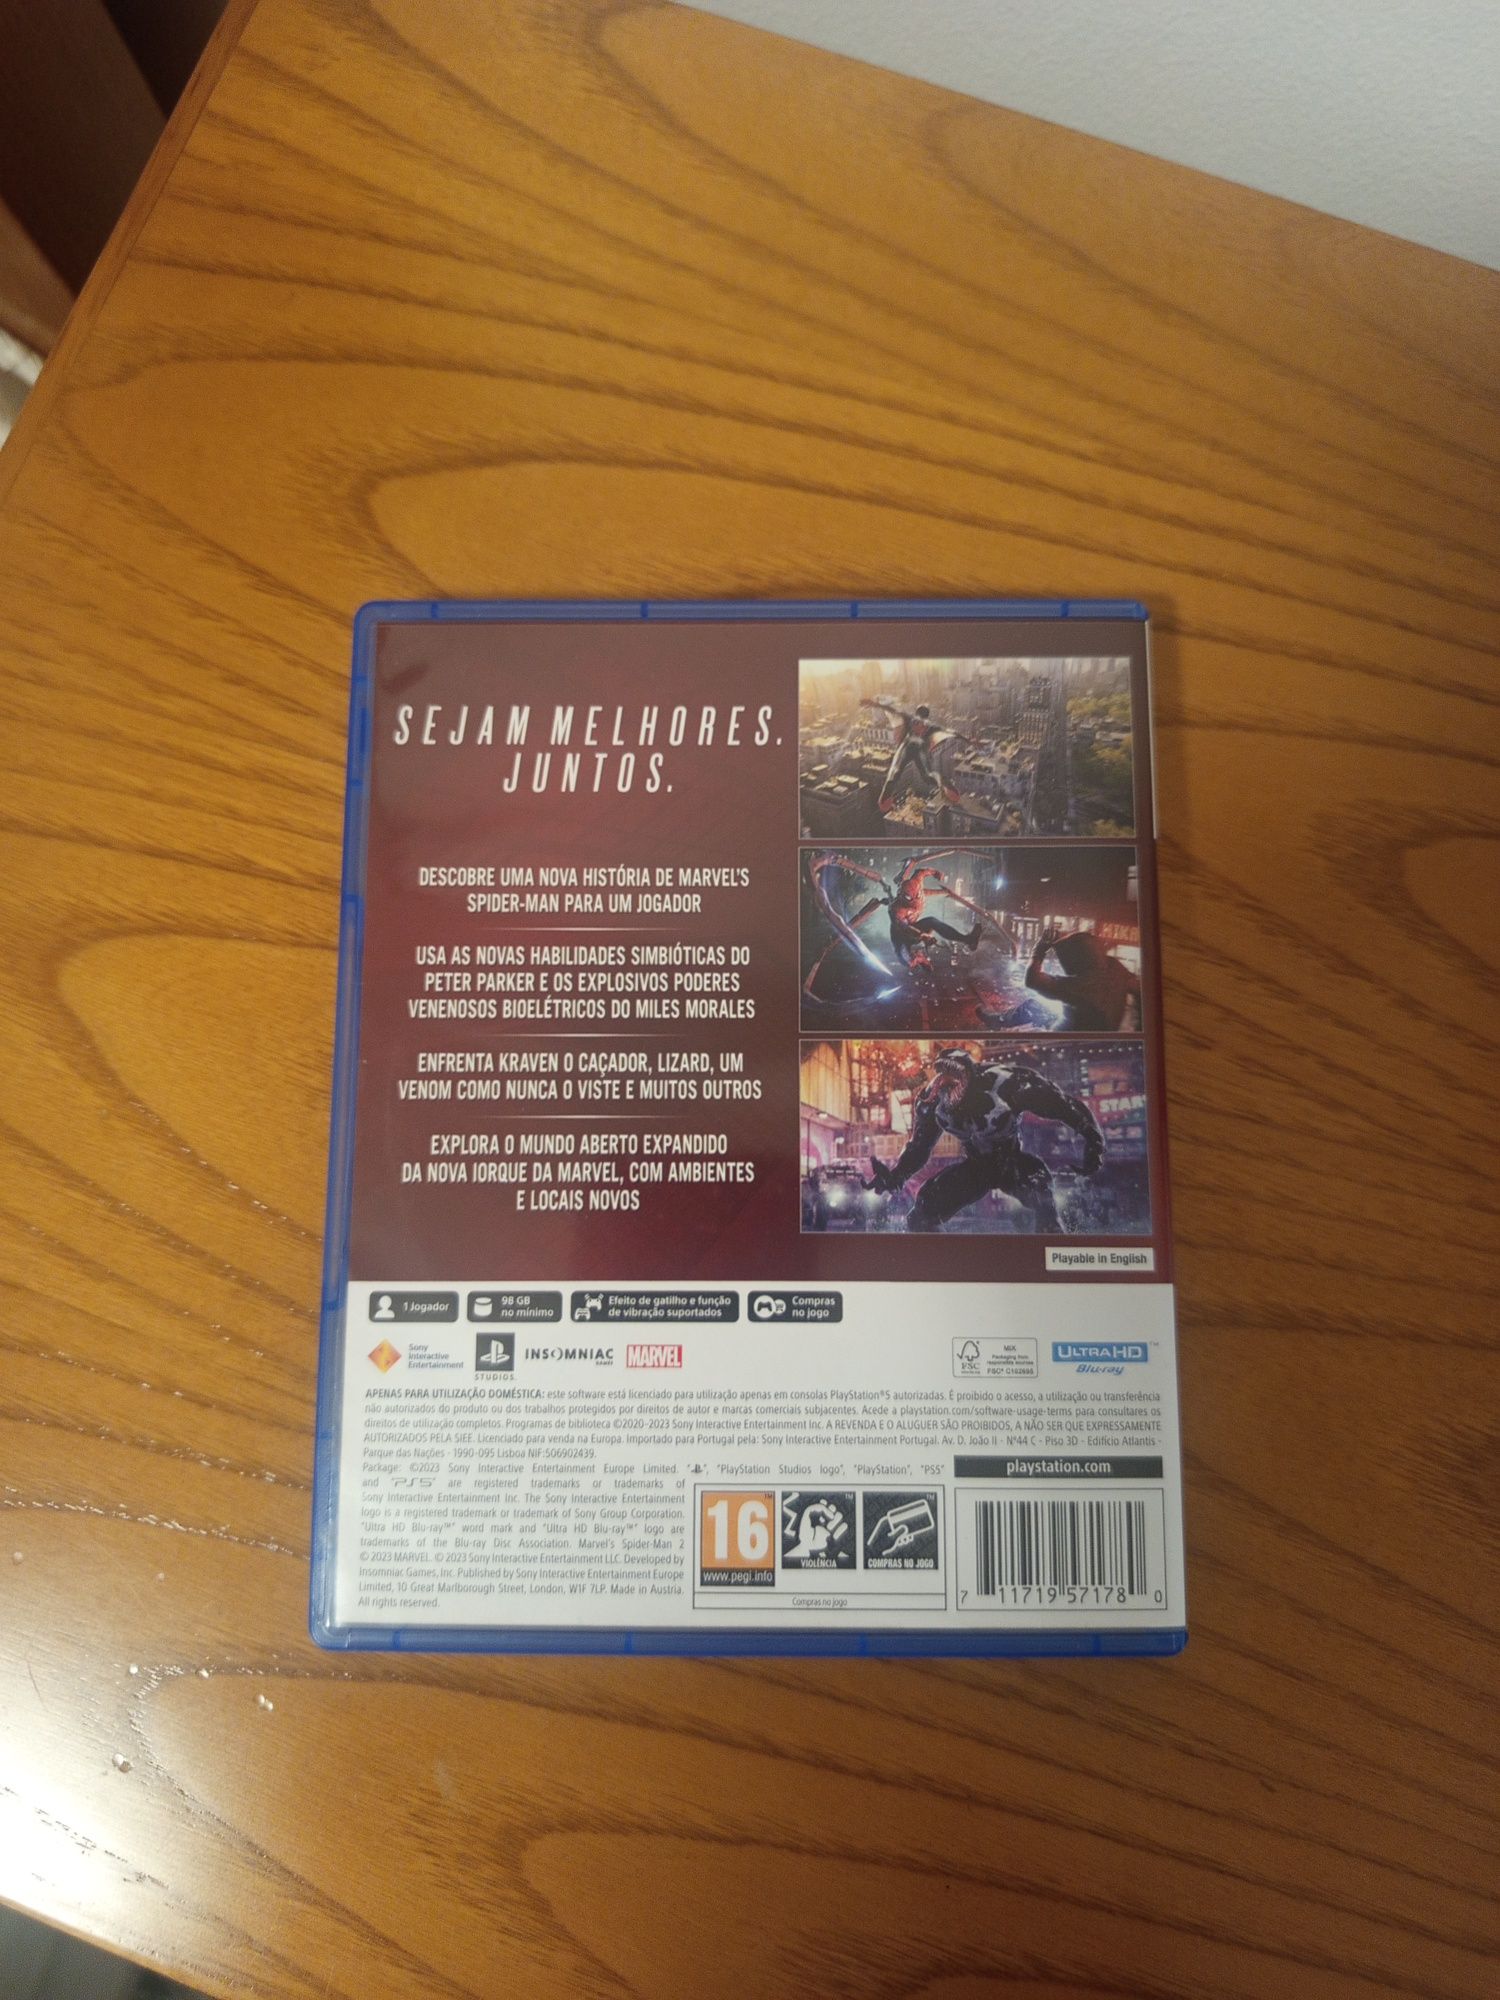 SEJAM MELHORES.
JUNTOS.
DESCOBRE UMA NOVA HISTÓRIA DE MARVEL'S
SPIDER-MAN PARA UM JOGADOR
USA AS NOVAS HABILIDADES SIMBIÓTICAS DO
PETER PARKER E OS EXPLOSIVOS PODERES
VENENOSOS BIOELÉTRICOS DO MILES MORALES
ENFRENTA KRAVEN O CAÇADOR, LIZARD, UM
VENOM COMO NUNCA O VISTE E MUITOS OUTROS
EXPLORA O MUNDO ABERTO EXPANDIDO
DA NOVA IORQUE DA MARVEL, COM AMBIENTES
E LOCAIS NOVOS
Playable in English
1 Jogador
98 GB
no mínimo
Efeito de gatilho e função
de vibração suportados
Compras
no jogo
Sony
Interactive
Entertainment
STUDIOS
INSOMNIAC
GAMES
MARVEL
FSC
MIX
Packaging from
responsible sources
FSC® C102695
ULTRA HD
Blu-ray™
APENAS PARA UTILIZAÇÃO DOMÉSTICA: este software está licenciado para utilização apenas em consolas PlayStation®5 autorizadas. É proibido o acesso, a utilização ou transferência
não autorizados do produto ou dos trabalhos protegidos por direitos de autor e marcas comerciais subjacentes. Acede a playstation.com/software-usage-terms para consultares os
direitos de utilização completos. Programas de biblioteca ©2020-2023 Sony Interactive Entertainment Inc. A REVENDA E O ALUGUER SÃO PROIBIDOS, A NÃO SER QUE EXPRESSAMENTE
AUTORIZADOS PELA SIEE. Licenciado para venda na Europa. Importado para Portugal pela: Sony Interactive Entertainment Portugal. Av. D. João II - Nº44 C - Piso 3D - Edifício Atlantis -
Parque das Nações - 1990-095 Lisboa NIF:506902439.
Package: ©2023 Sony Interactive Entertainment Europe Limited. "", "PlayStation Studios logo", "PlayStation", "PS5"
and "PS5" are registered trademarks or trademarks of
Sony Interactive Entertainment Inc. The Sony Interactive Entertainment
logo is a registered trademark or trademark of Sony Group Corporation.
"Ultra HD Blu-ray™" word mark and "Ultra HD Blu-ray™" logo are
trademarks of the Blu-ray Disc Association. Marvel's Spider-Man 2
© 2023 MARVEL. © 2023 Sony Interactive Entertainment LLC. Developed by
Insomniac Games, Inc. Published by Sony Interactive Entertainment Europe
Limited, 10 Great Marlborough Street, London, W1F 7LP. Made in Austria.
All rights reserved.
playstation.com
16
www.pegi.info
VIOLÊNCIA
COMPRAS NO JOGO
Compras no jogo
7 11719 57178 0